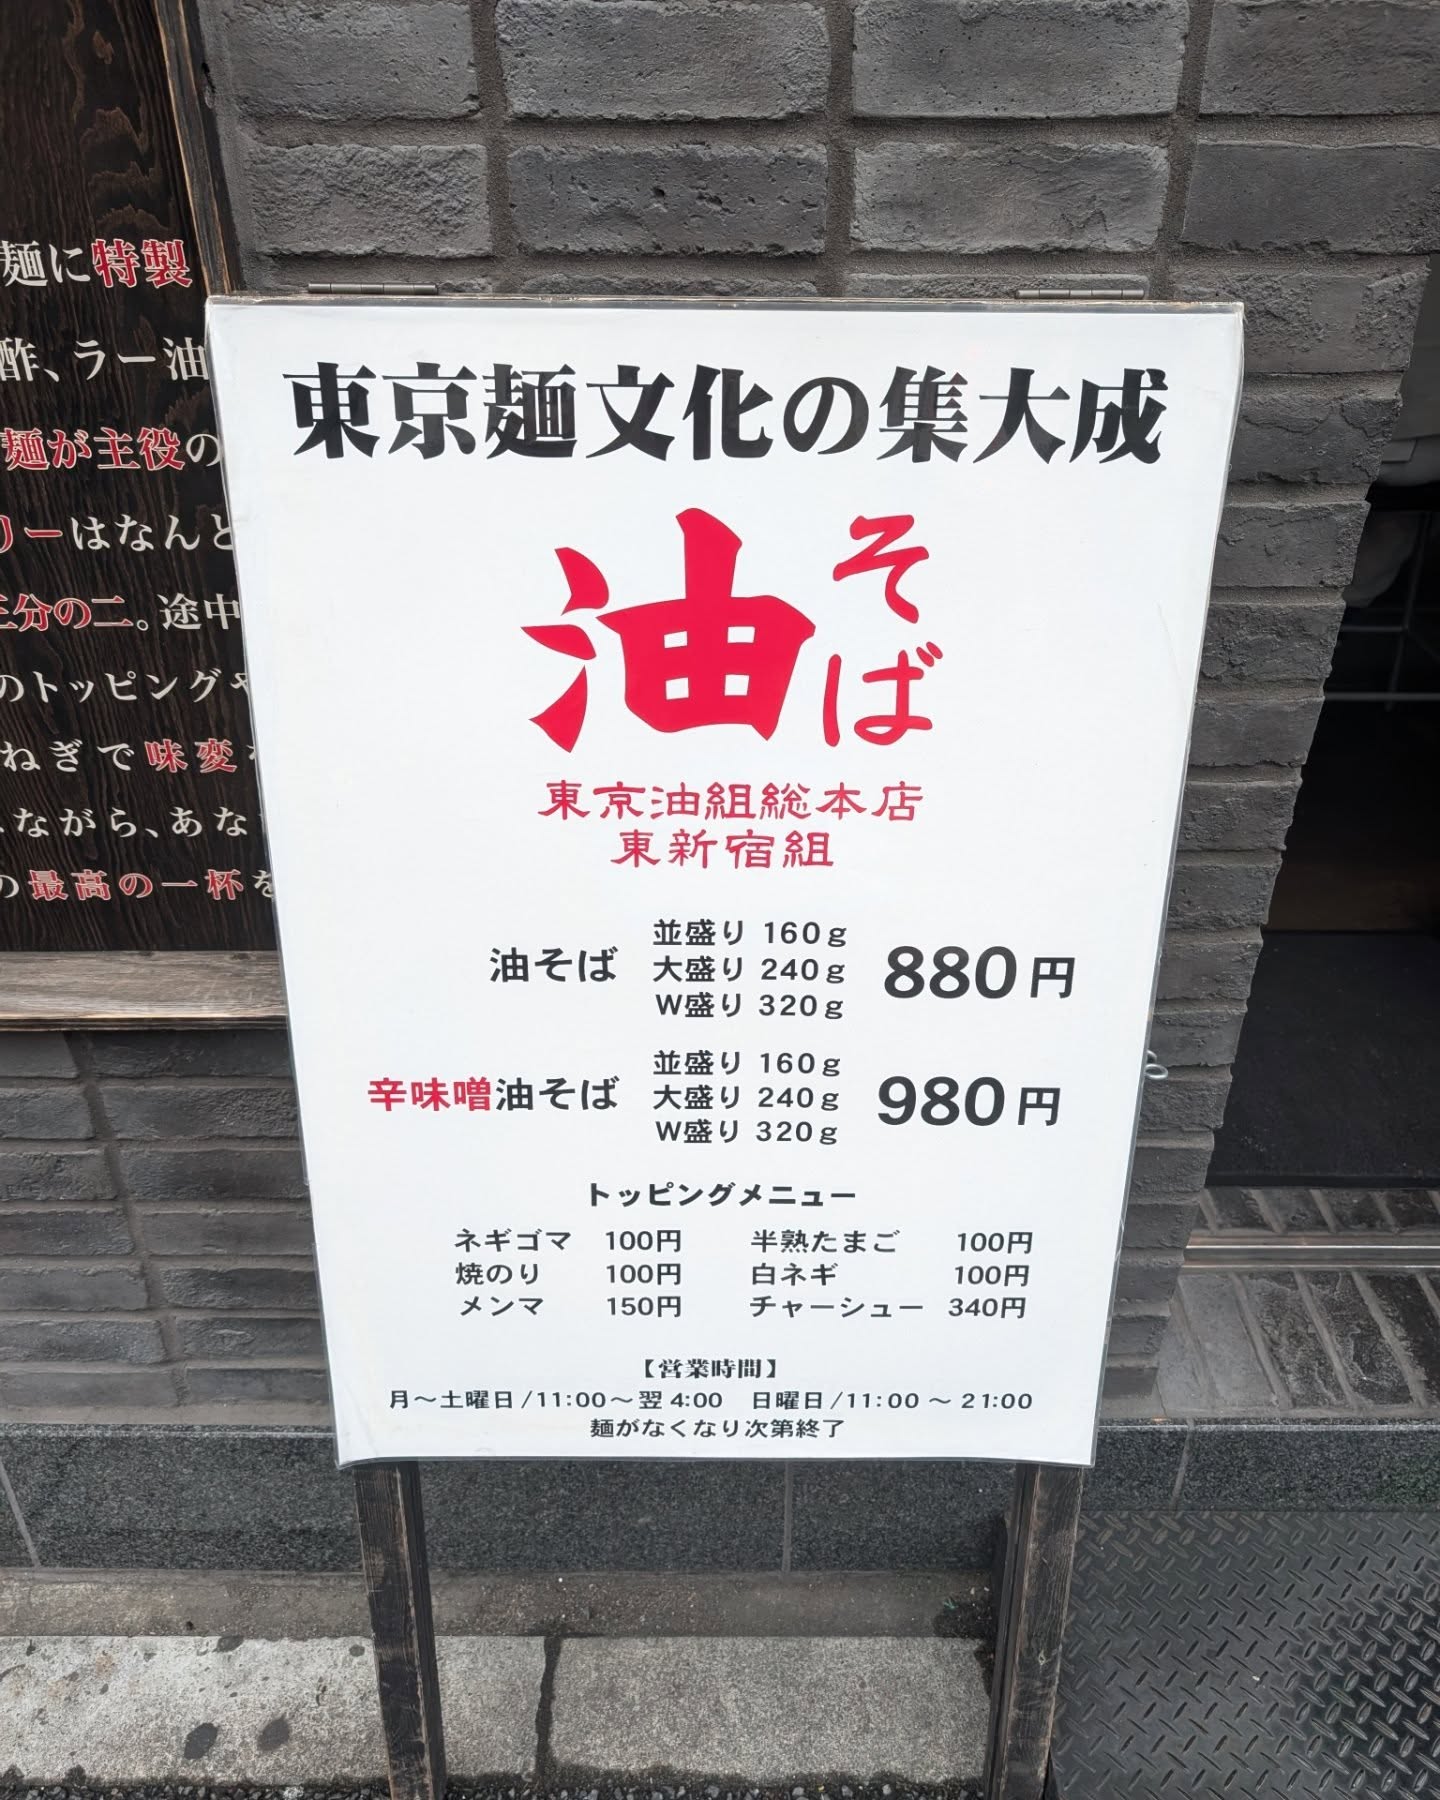 麺に特製
酢、ラー油
麺が主役の
リーはなんと
三分の二。途中
のトッピングや
ねぎで味変
ながら、あな
の最高の一杯を
東京麺文化の集大成
油そば
東京油組総本店
東新宿組
油そば 並盛り 160g 大盛り 240g W盛り 320g 880円
辛味噌油そば 並盛り 160g 大盛り 240g W盛り 320g 980円
トッピングメニュー
ネギゴマ 100円 半熟たまご 100円
焼のり 100円 白ネギ 100円
メンマ 150円 チャーシュー 340円
【営業時間】
月～土曜日/11:00～翌4:00 日曜日/11:00～21:00
麺がなくなり次第終了